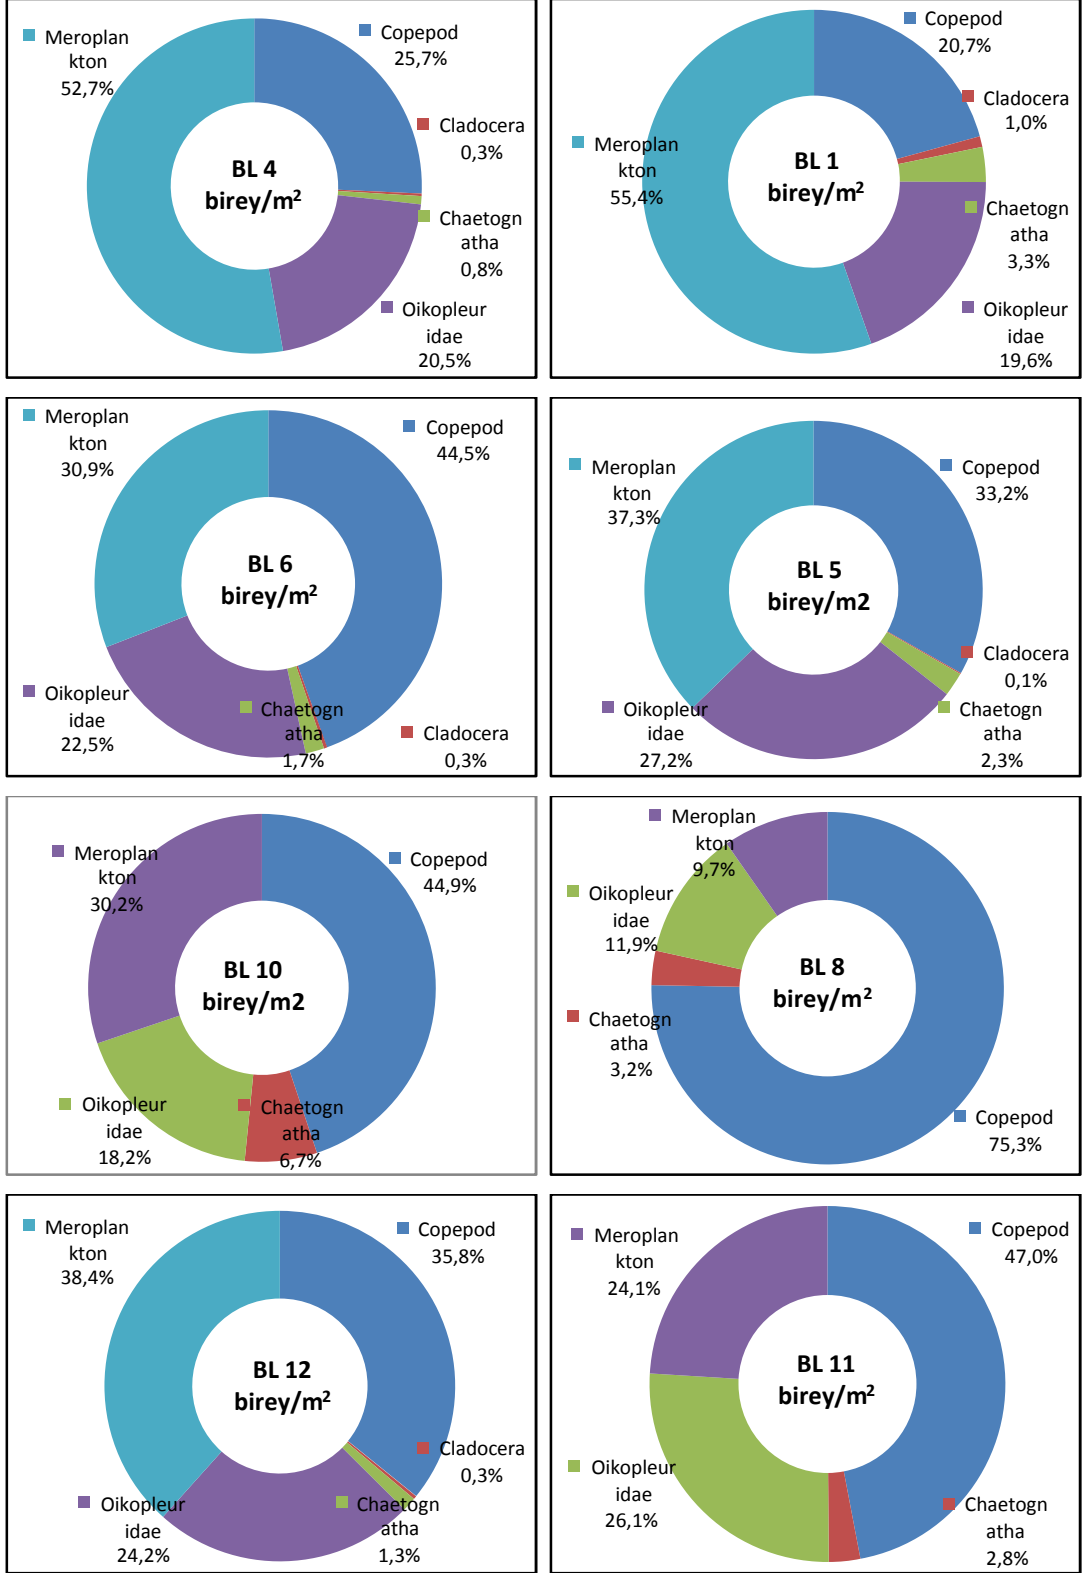 Meroplan
kton
52,7%
Copepod
25,7%
Cladocera
0,3%
Chaetogn
atha
0,8%
Oikopleur
idae
20,5%
BL 4
birey/m²
Copepod
20,7%
Cladocera
1,0%
Meroplan
kton
55,4%
Chaetogn
atha
3,3%
Oikopleur
idae
19,6%
BL 1
birey/m²
Meroplan
kton
30,9%
Copepod
44,5%
BL 6
birey/m²
Oikopleur
idae
22,5%
Chaetogn
atha
1,7%
Cladocera
0,3%
Meroplan
kton
37,3%
Copepod
33,2%
BL 5
birey/m2
Cladocera
0,1%
Oikopleur
idae
27,2%
Chaetogn
atha
2,3%
Meroplan
kton
30,2%
Copepod
44,9%
BL 10
birey/m2
Oikopleur
idae
18,2%
Chaetogn
atha
6,7%
Meroplan
kton
9,7%
Oikopleur
idae
11,9%
BL 8
birey/m²
Chaetogn
atha
3,2%
Copepod
75,3%
Meroplan
kton
38,4%
Copepod
35,8%
BL 12
birey/m²
Cladocera
0,3%
Oikopleur
idae
24,2%
Chaetogn
atha
1,3%
Meroplan
kton
24,1%
Copepod
47,0%
BL 11
birey/m²
Oikopleur
idae
26,1%
Chaetogn
atha
2,8%